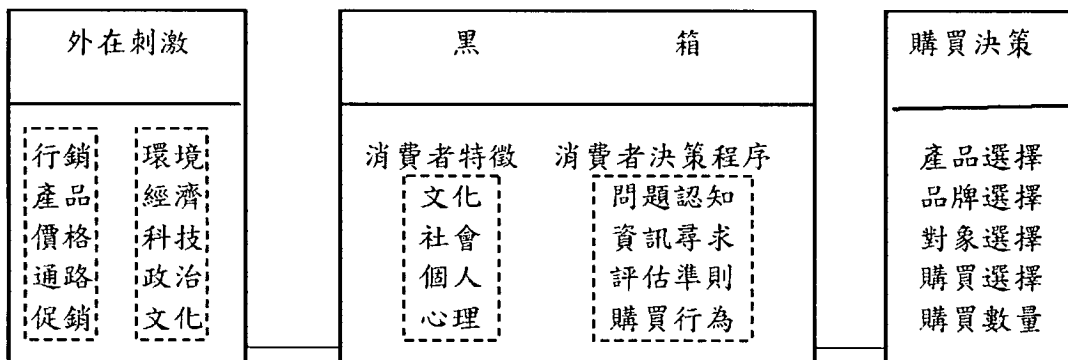 外在刺激
行銷 環境
產品 經濟
價格 科技
通路 政治
促銷 文化
黑 箱
消費者特徵 消費者決策程序
文化 問題認知
社會 資訊尋求
個人 評估準則
心理 購買行為
購買決策
產品選擇
品牌選擇
對象選擇
購買選擇
購買數量